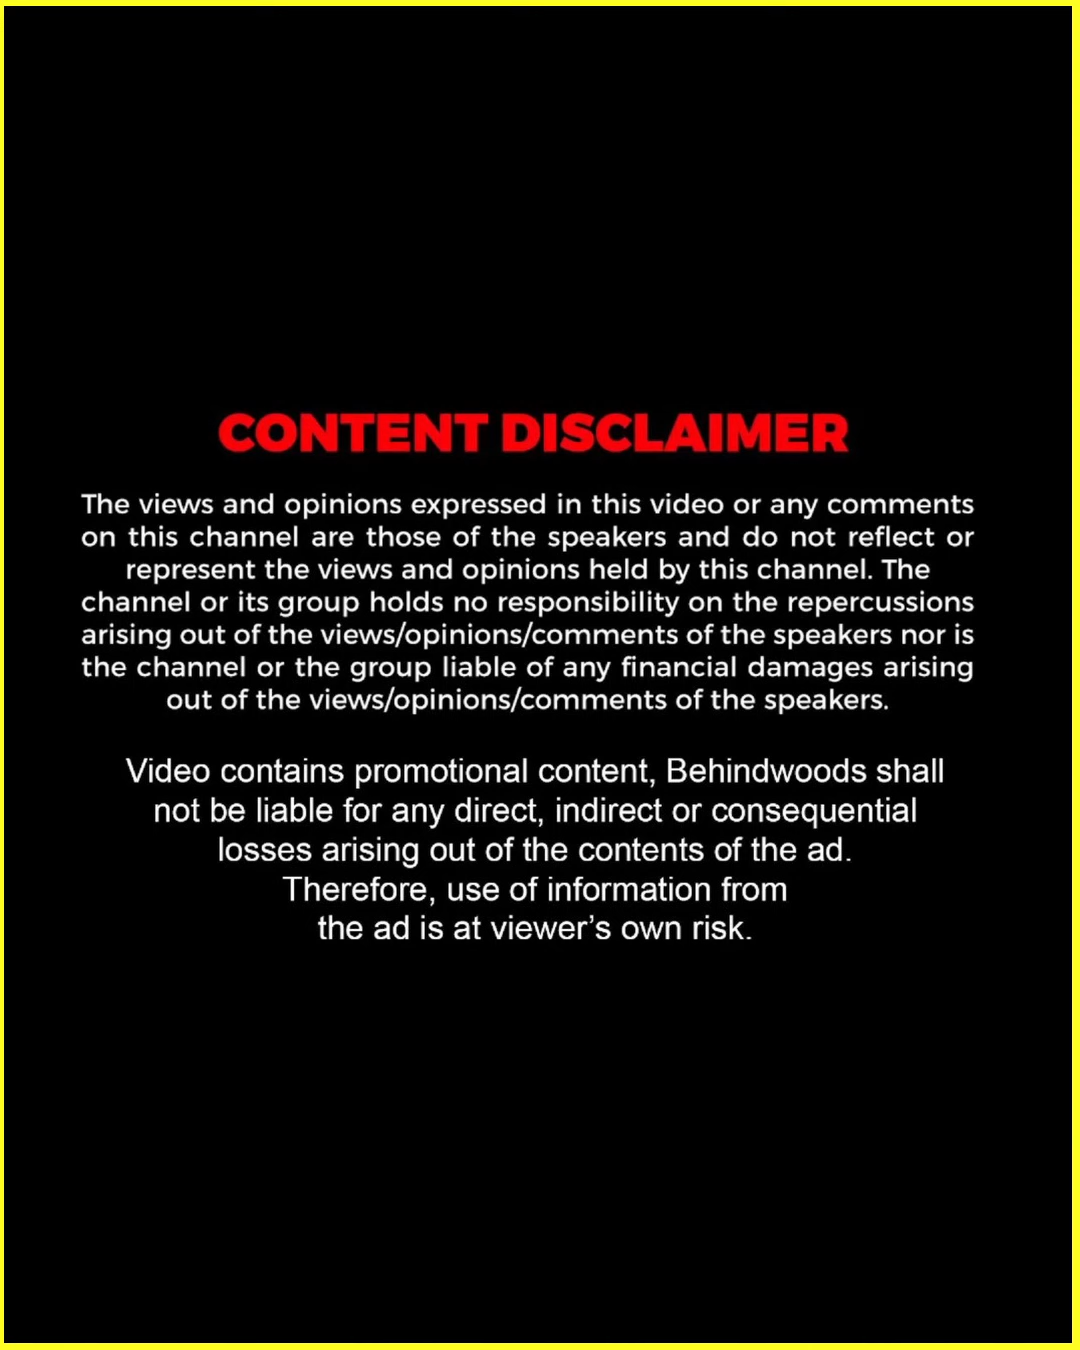 CONTENT DISCLAIMER
The views and opinions expressed in this video or any comments
on this channel are those of the speakers and do not reflect or
represent the views and opinions held by this channel. The
channel or its group holds no responsibility on the repercussions
arising out of the views/opinions/comments of the speakers nor is
the channel or the group liable of any financial damages arising
out of the views/opinions/comments of the speakers.
Video contains promotional content, Behindwoods shall
not be liable for any direct, indirect or consequential
losses arising out of the contents of the ad.
Therefore, use of information from
the ad is at viewer’s own risk.